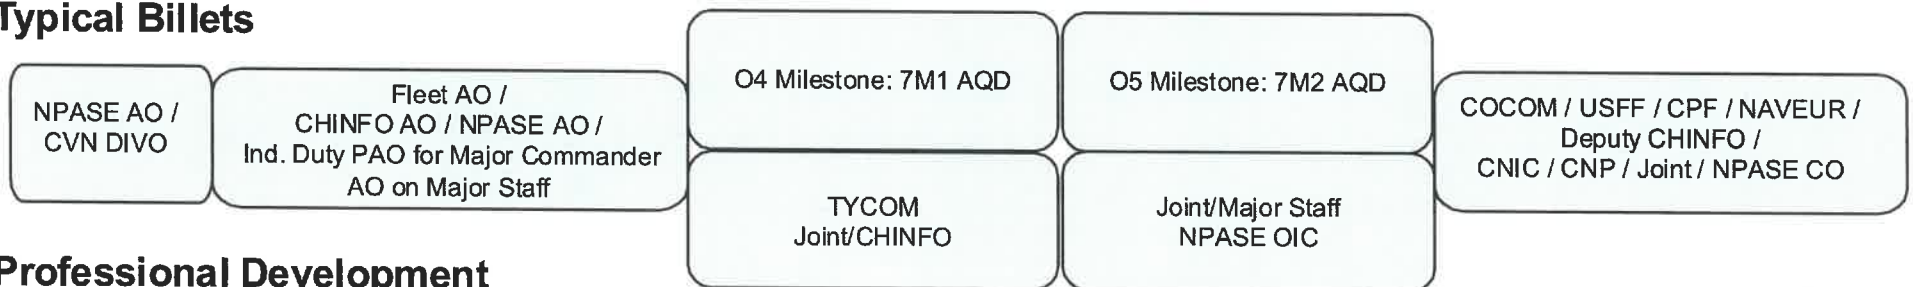 Typical Billets
NPASE AO /
CVN DIVO
Fleet AO /
CHINFO AO / NPASE AO /
Ind. Duty PAO for Major Commander
AO on Major Staff
O4 Milestone: 7M1 AQD
TYCOM
Joint/CHINFO
O5 Milestone: 7M2 AQD
Joint/Major Staff
NPASE OIC
COCOM / USFF / CPF / NAVEUR /
Deputy CHINFO /
CNIC / CNP / Joint / NPASE CO
Professional Development